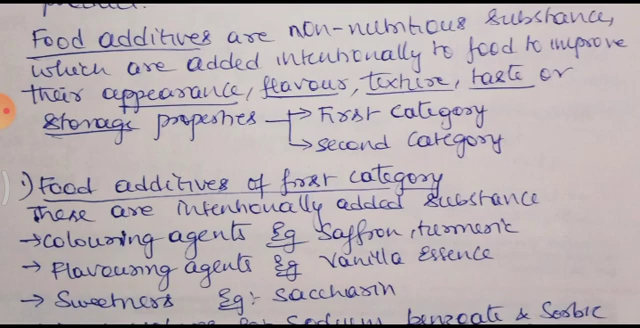 product.
Food additives are non-nutritious substance,
which are added intentionally to food to improve
their appearance, flavour, texture, taste or
storage properties → First category
→ second category
1) Food additives of first category
These are intentionally added substance
→ Colouring agents Eg Saffron, turmeric
→ Flavouring agents Eg Vanilla Essence
→ Sweetners Eg:- Saccharin
Sodium benzoate & Sorbic